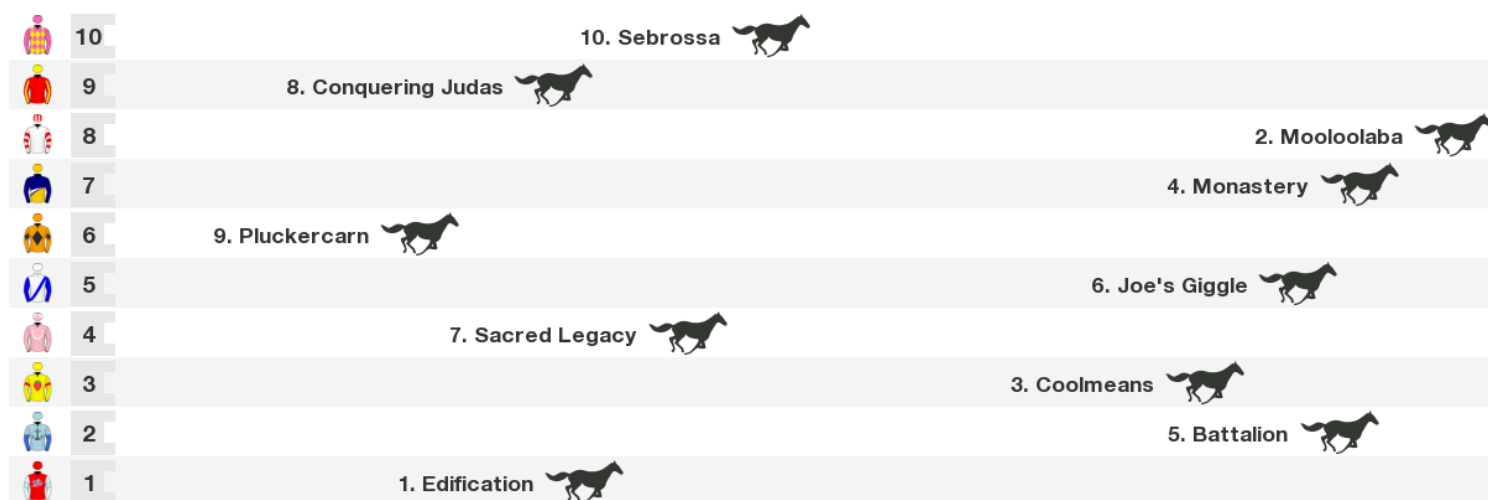 10 10. Sebrossa
9 8. Conquering Judas
8 2. Mooloolaba
7 4. Monastery
6 9. Pluckercarn
5 6. Joe's Giggle
4 7. Sacred Legacy
3 3. Coolmeans
2 5. Battalion
1 1. Edification